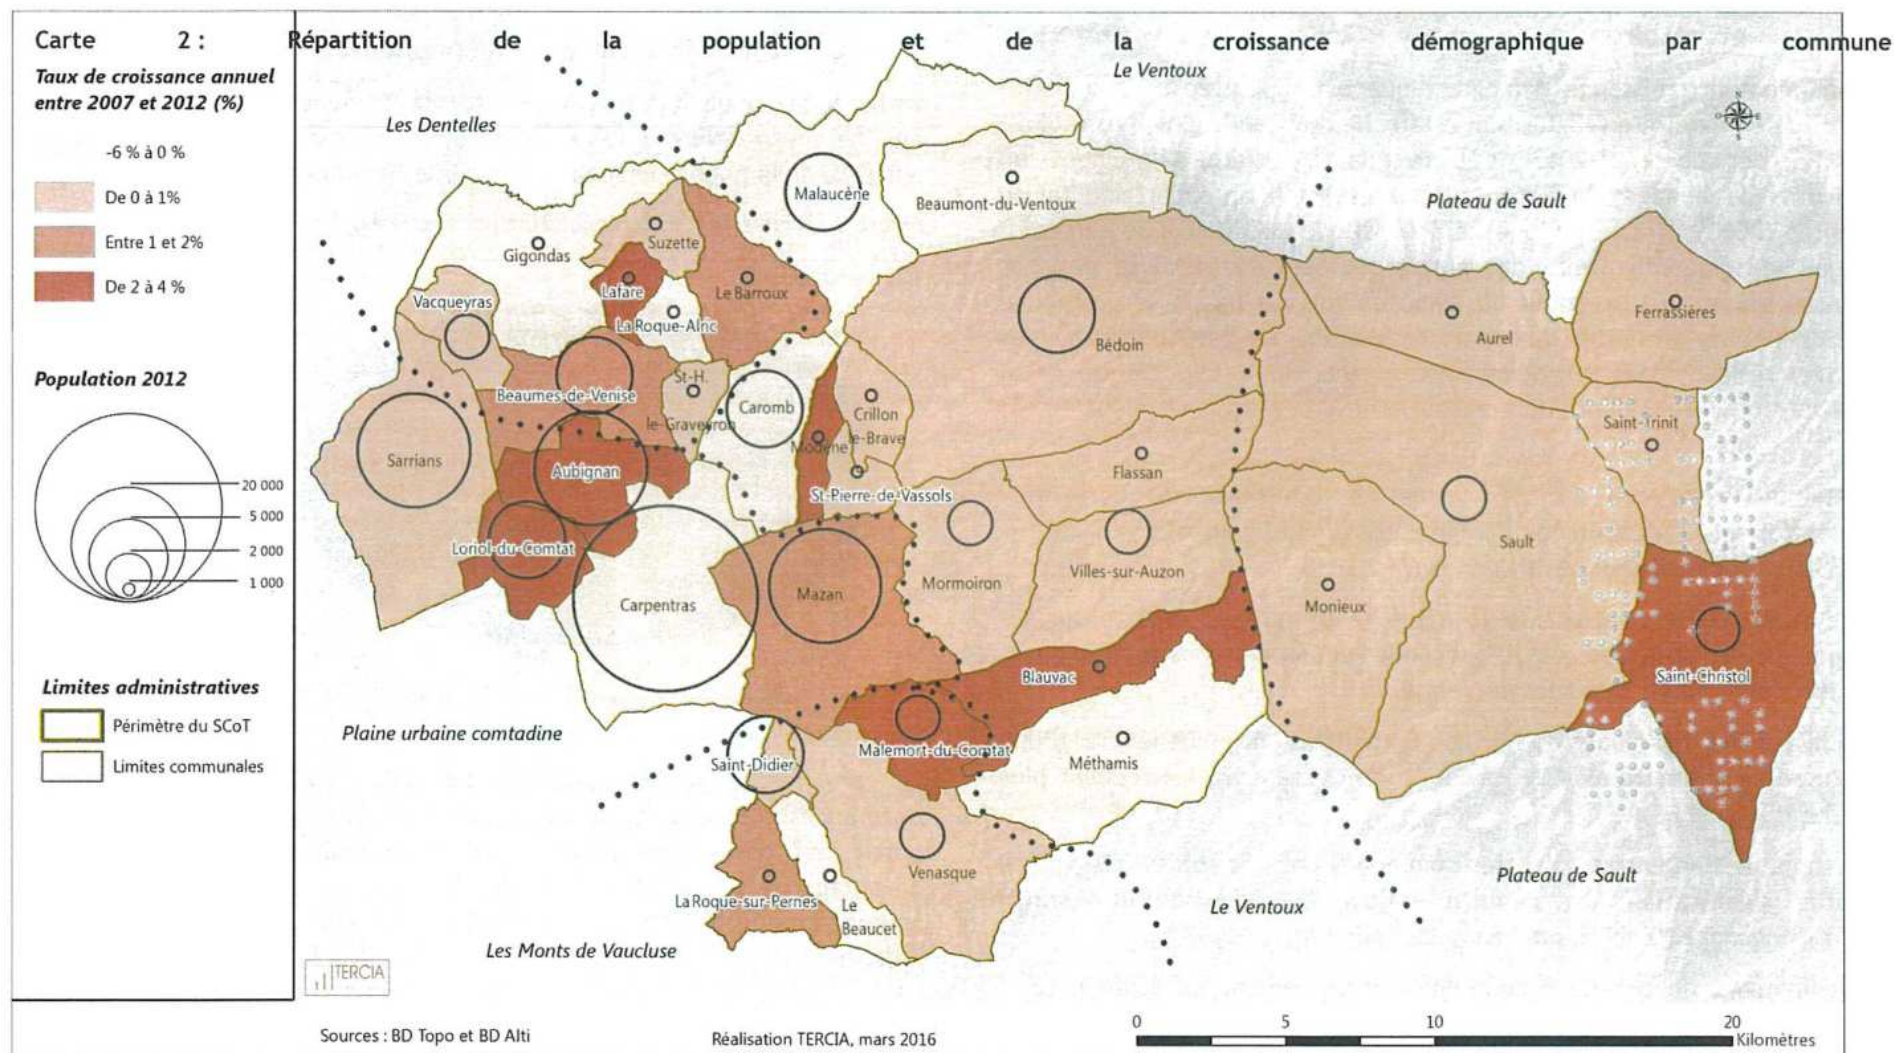 Carte 2 : Répartition de la population et de la croissance démographique par commune
Taux de croissance annuel
entre 2007 et 2012 (%)
-6 % à 0 %
De 0 à 1%
Entre 1 et 2%
De 2 à 4 %
Population 2012
20 000
5 000
2 000
1 000
Limites administratives
Périmètre du SCoT
Limites communales
Le Ventoux
Les Dentelles
Plateau de Sault
Malaucène
Beaumont-du-Ventoux
Suzette
Gigondas
Lafare
Le Barroux
Vacqueyras
La Roque-Alric
Ferrassières
Aurel
Bédoin
St-H.
le-Graveyron
Beaumes-de-Venise
Caromb
Crillon
le-Brave
Modène
Saint-Trinit
Sarrians
Aubignan
Flassan
St-Pierre-de-Vassols
Loriol-du-Comtat
Sault
Villes-sur-Auzon
Mormoiron
Mazan
Carpentras
Monieux
Blauvac
Saint-Christol
Plaine urbaine comtadine
Malemort-du-Comtat
Saint-Didier
Méthamis
Venasque
Plateau de Sault
La Roque-sur-Pernes
Le
Beaucet
Le Ventoux
Les Monts de Vaucluse
TERCIA
N
S
0 5 10 20
Kilomètres
Sources : BD Topo et BD Alti
Réalisation TERCIA, mars 2016